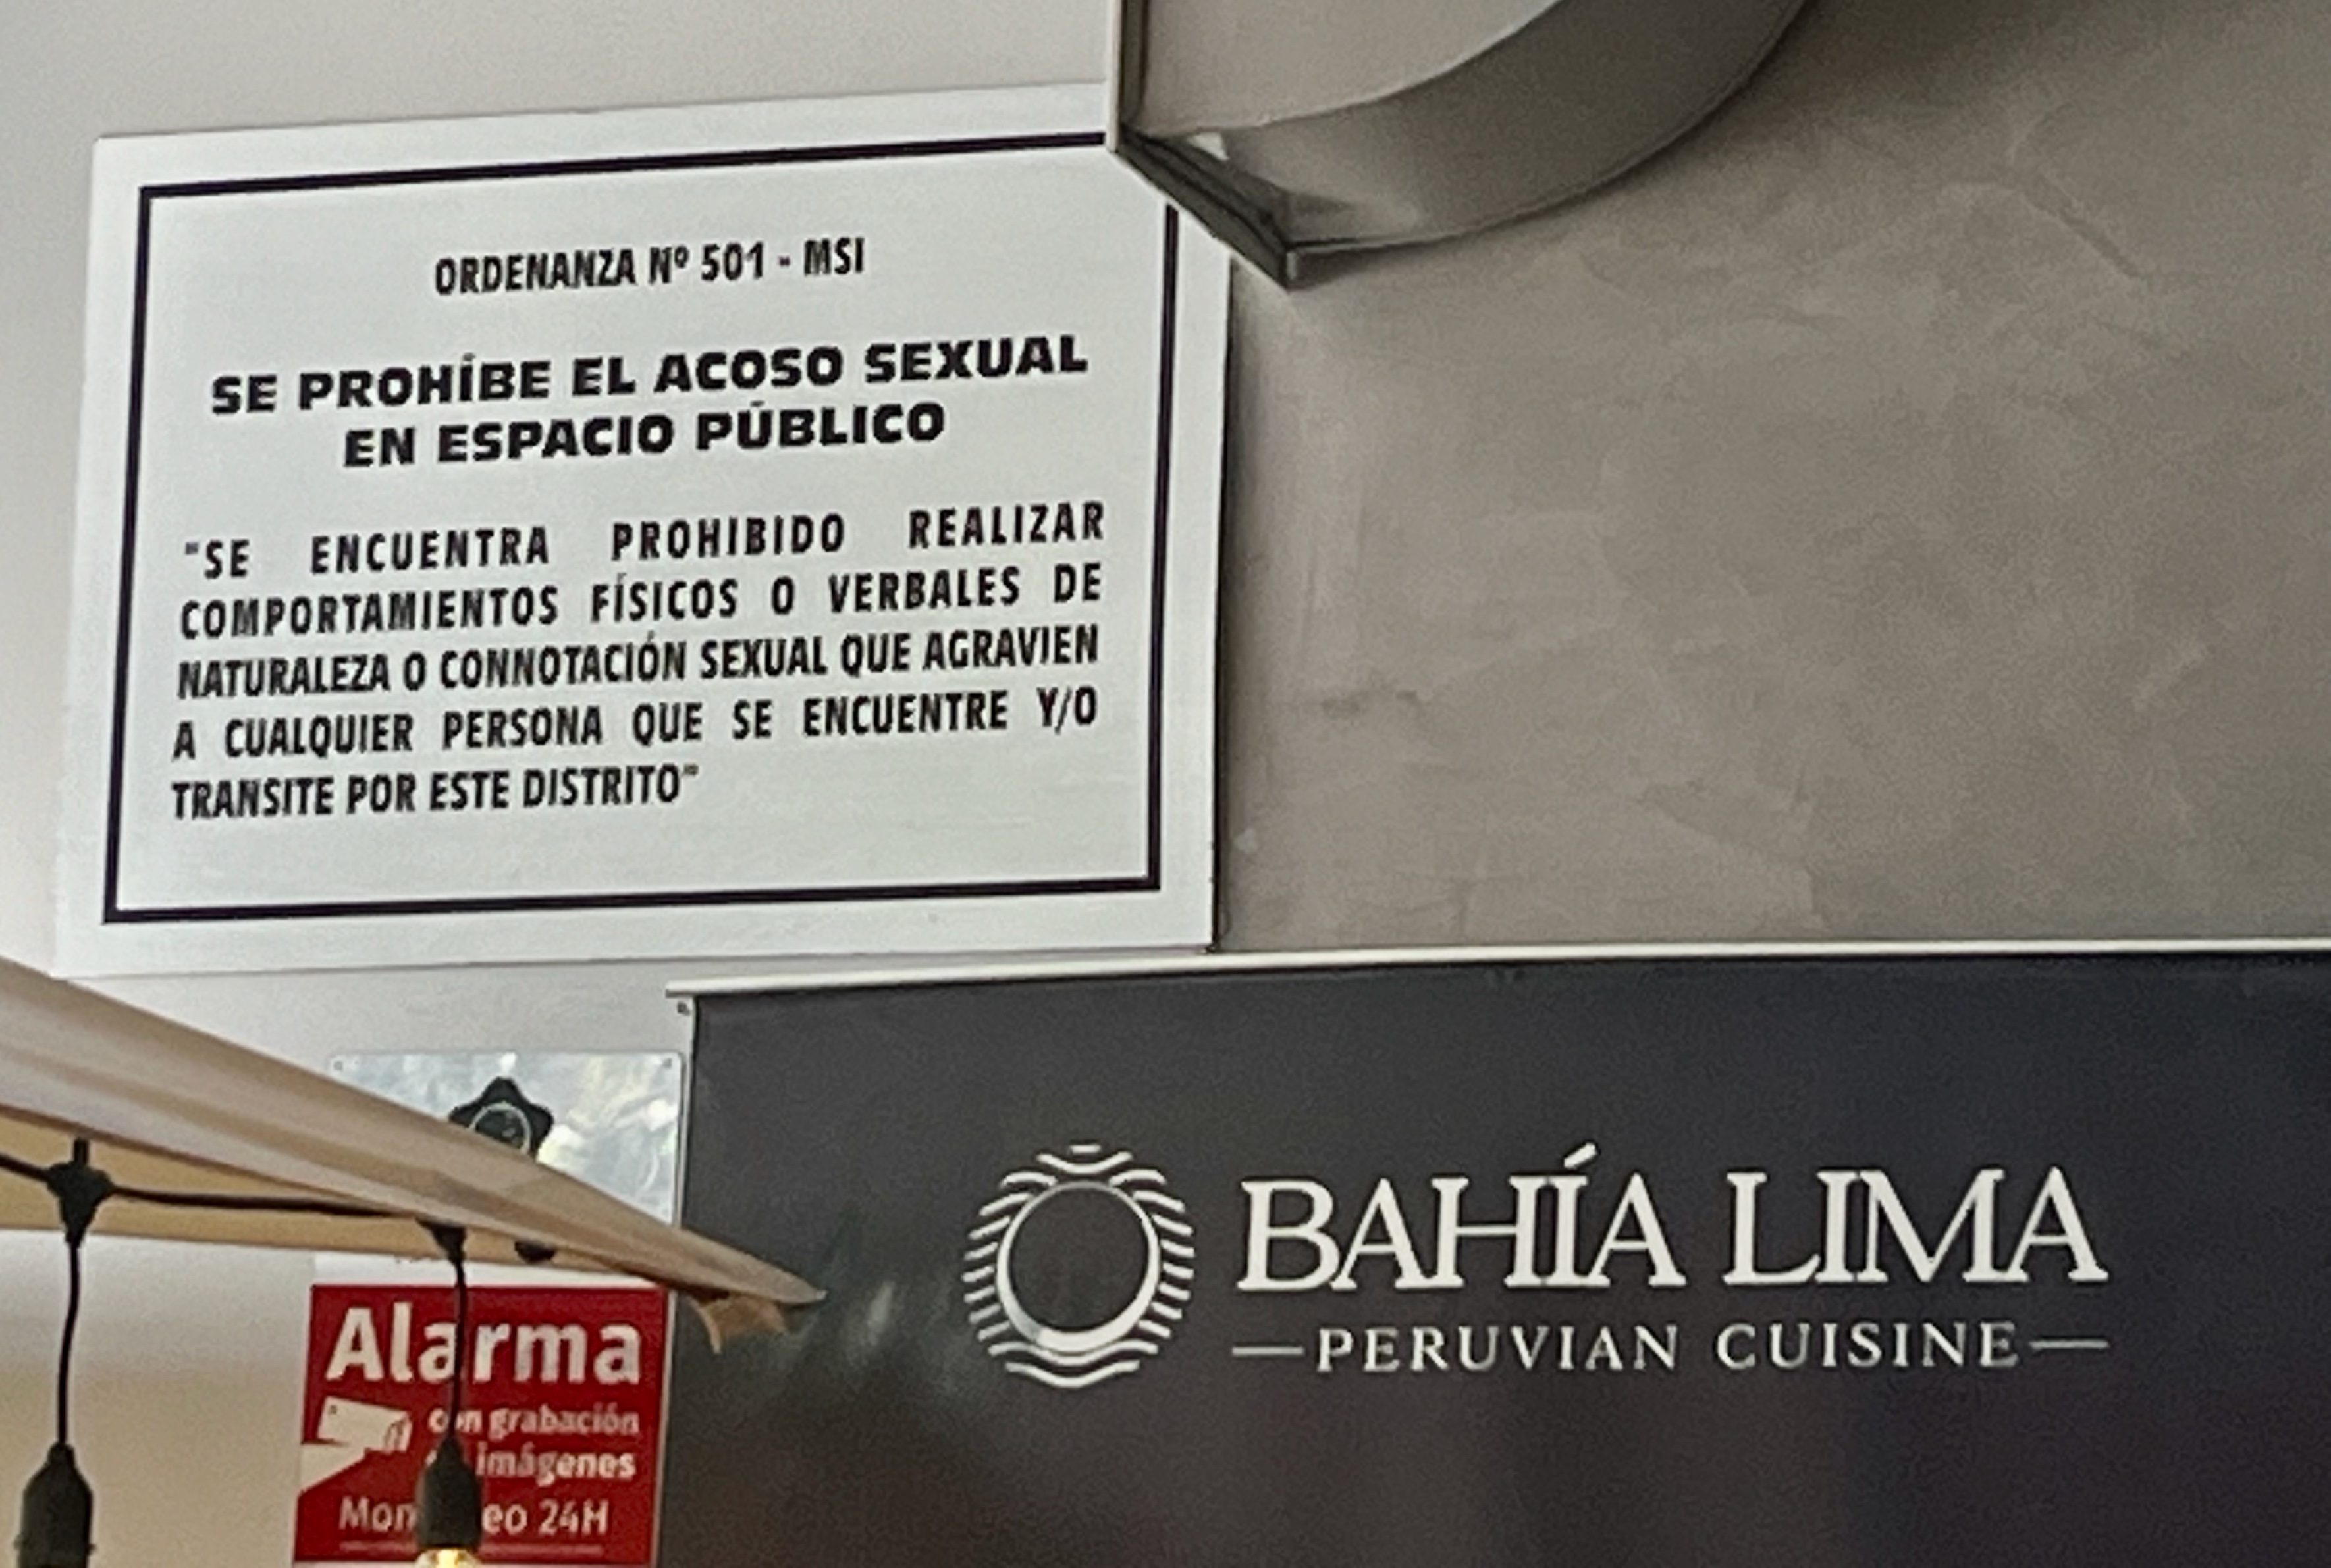 ORDENANZA Nº 501 - MSI
SE PROHÍBE EL ACOSO SEXUAL
EN ESPACIO PÚBLICO
"SE ENCUENTRA PROHIBIDO REALIZAR
COMPORTAMIENTOS FÍSICOS O VERBALES DE
NATURALEZA O CONNOTACIÓN SEXUAL QUE AGRAVIEN
A CUALQUIER PERSONA QUE SE ENCUENTRE Y/O
TRANSITE POR ESTE DISTRITO"
BAHÍA LIMA
PERUVIAN CUISINE
Alarma
con grabación
imágenes
24H